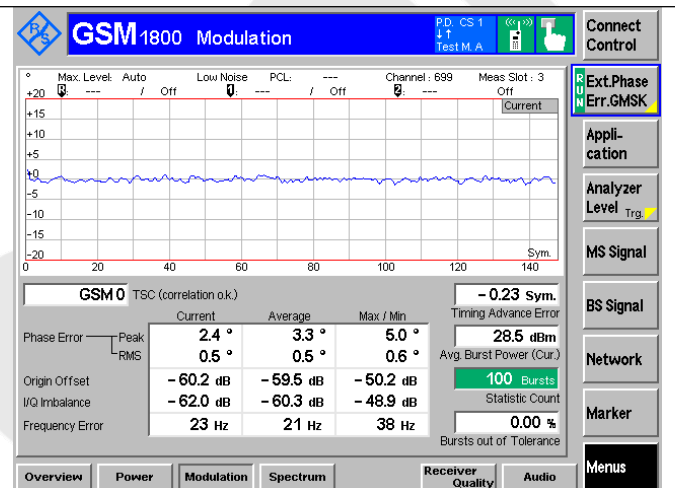 R&S GSM 1800 Modulation P.D. CS 1 Connect
Test M. A Control
° Max. Level: Auto Low Noise PCL: --- Channel : 699 Meas Slot : 3
+20 R: --- / Off 1: --- / Off 2: --- Off
Current
+15
+10
+5
+0
-5
-10
-15
-20 Sym.
0 20 40 60 80 100 120 140
GSM 0 TSC (correlation o.k.) - 0.23 Sym.
Current Average Max / Min Timing Advance Error
Phase Error Peak 2.4 ° 3.3 ° 5.0 ° 28.5 dBm
RMS 0.5 ° 0.5 ° 0.6 ° Avg. Burst Power (Cur.)
Origin Offset - 60.2 dB - 59.5 dB - 50.2 dB 100 Bursts
I/Q Imbalance - 62.0 dB - 60.3 dB - 48.9 dB Statistic Count
Frequency Error 23 Hz 21 Hz 38 Hz 0.00 %
Bursts out of Tolerance
RUN Ext.Phase
Err.GMSK
Appli-
cation
Analyzer
Level Trg.
MS Signal
BS Signal
Network
Marker
Menus
Overview Power Modulation Spectrum Receiver Audio
Quality